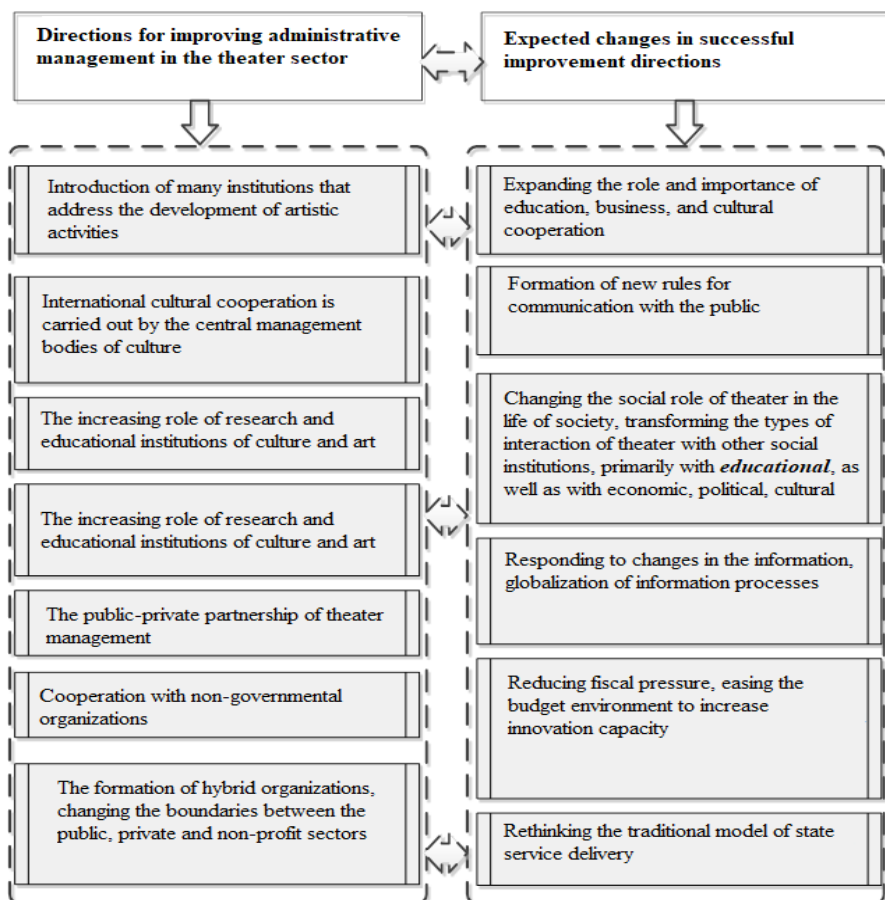 Directions for improving administrative
management in the theater sector
Expected changes in successful
improvement directions
Introduction of many institutions that
address the development of artistic
activities
International cultural cooperation is
carried out by the central management
bodies of culture
The increasing role of research and
educational institutions of culture and art
The increasing role of research and
educational institutions of culture and art
The public-private partnership of theater
management
Cooperation with non-governmental
organizations
The formation of hybrid organizations,
changing the boundaries between the
public, private and non-profit sectors
Expanding the role and importance of
education, business, and cultural
cooperation
Formation of new rules for
communication with the public
Changing the social role of theater in the
life of society, transforming the types of
interaction of theater with other social
institutions, primarily with educational, as
well as with economic, political, cultural
Responding to changes in the information,
globalization of information processes
Reducing fiscal pressure, easing the
budget environment to increase
innovation capacity
Rethinking the traditional model of state
service delivery